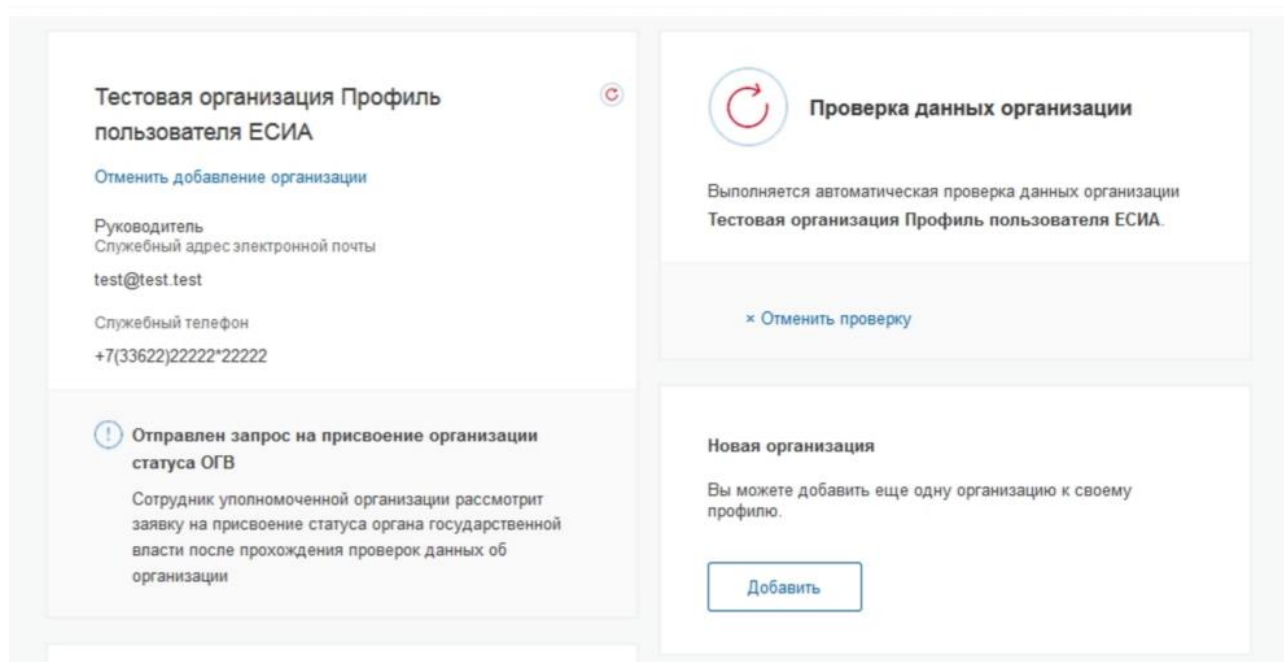 Тестовая организация Профиль
пользователя ЕСИА
Отменить добавление организации
Руководитель
Служебный адрес электронной почты
test@test.test
Служебный телефон
+7(33622)22222*22222
Отправлен запрос на присвоение организации
статуса ОГВ
Сотрудник уполномоченной организации рассмотрит
заявку на присвоение статуса органа государственной
власти после прохождения проверок данных об
организации
Проверка данных организации
Выполняется автоматическая проверка данных организации
Тестовая организация Профиль пользователя ЕСИА.
× Отменить проверку
Новая организация
Вы можете добавить еще одну организацию к своему
профилю.
Добавить